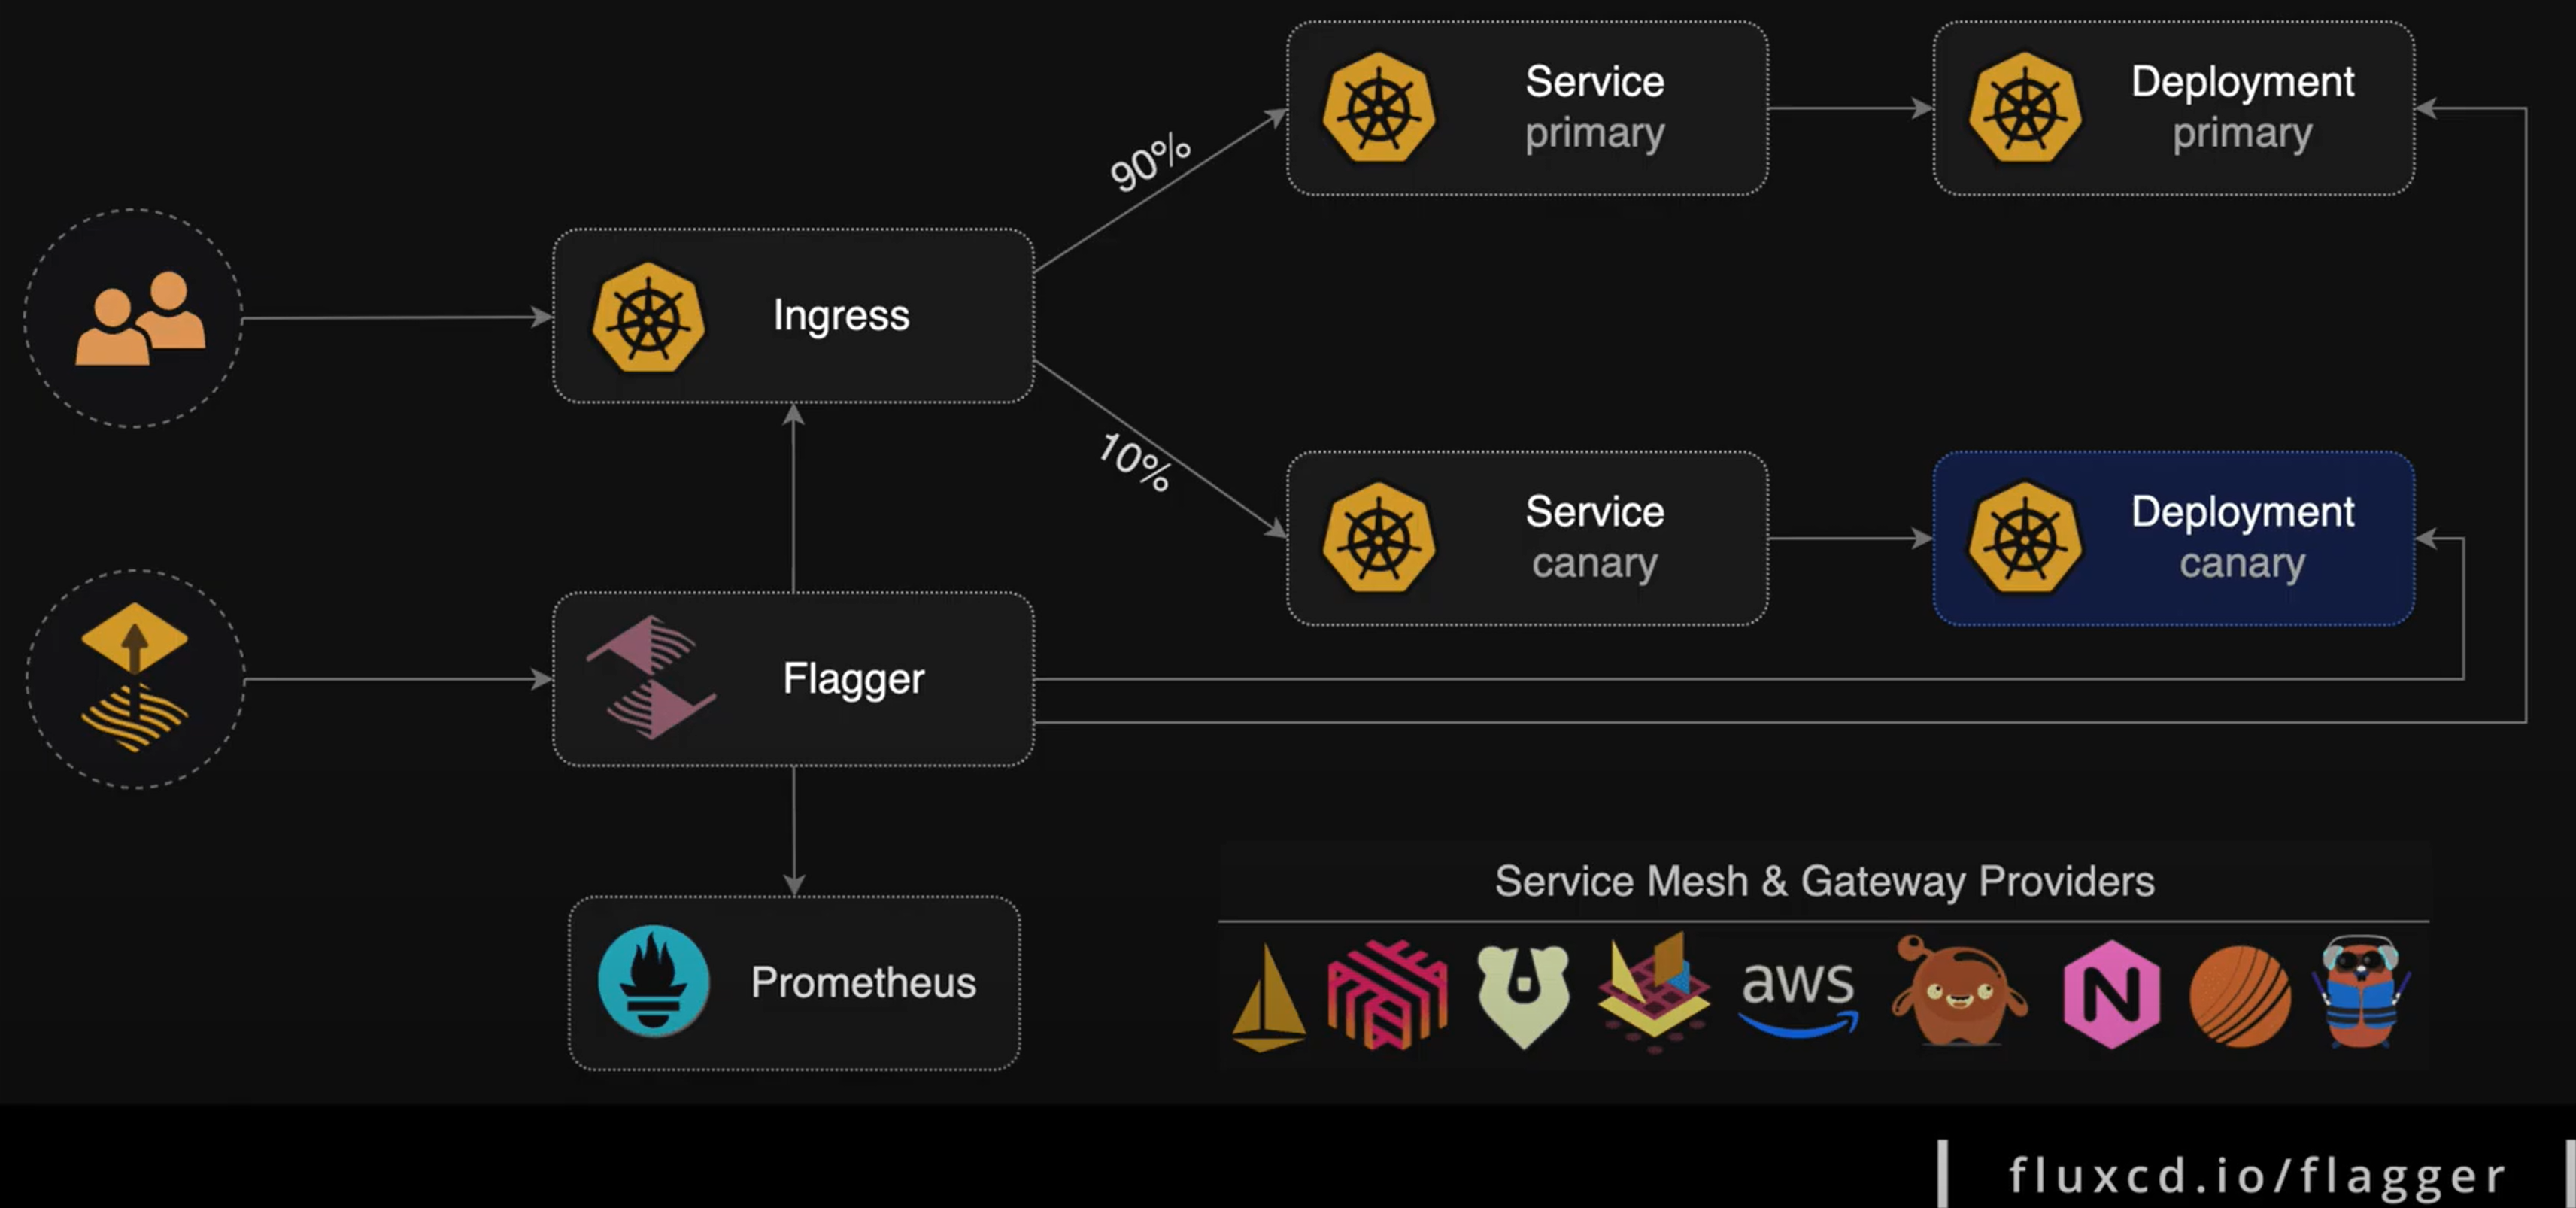 Service
primary
Deployment
primary
90%
Ingress
10%
Service
canary
Deployment
canary
Flagger
Prometheus
Service Mesh & Gateway Providers
aws
N
fluxcd.io/flagger